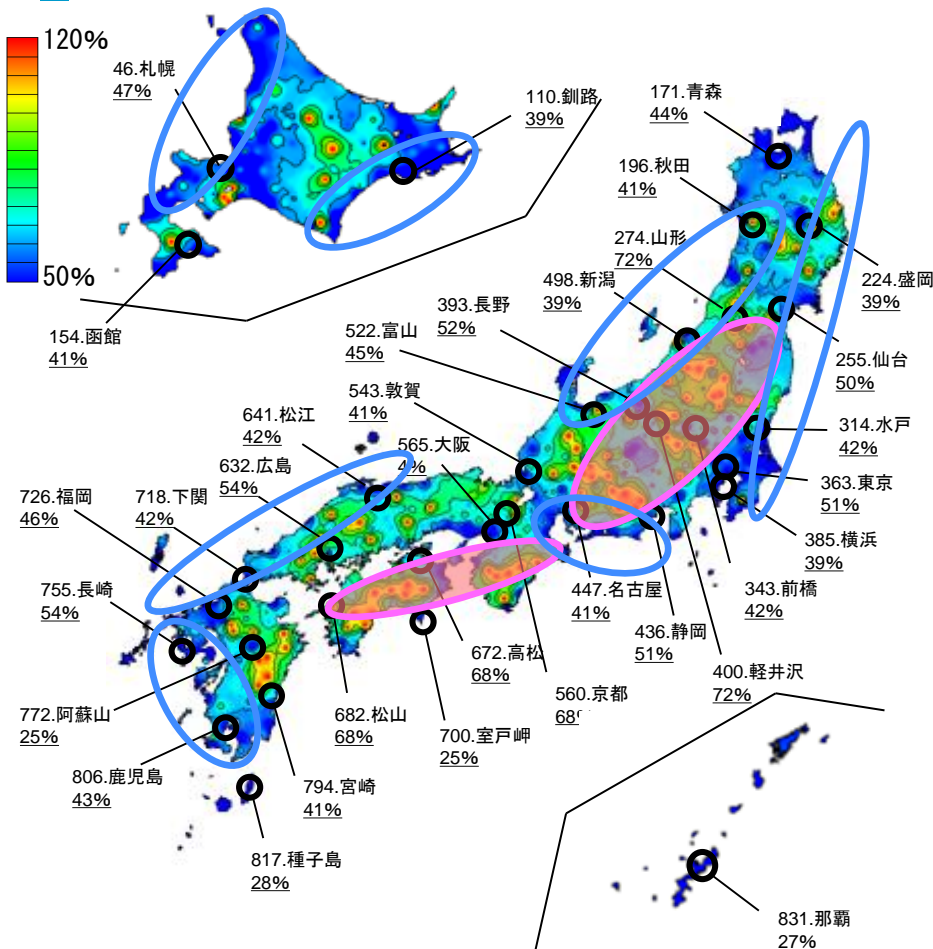 120%
50%
46.札幌
47%
110.釧路
39%
154.函館
41%
171.青森
44%
196.秋田
41%
274.山形
72%
498.新潟
39%
393.長野
52%
522.富山
45%
543.敦賀
41%
224.盛岡
39%
255.仙台
50%
314.水戸
42%
363.東京
51%
385.横浜
39%
641.松江
42%
632.広島
54%
565.大阪
4%
726.福岡
46%
718.下関
42%
755.長崎
54%
447.名古屋
41%
343.前橋
42%
436.静岡
51%
400.軽井沢
72%
672.高松
68%
560.京都
68%
772.阿蘇山
25%
682.松山
68%
700.室戸岬
25%
806.鹿児島
43%
794.宮崎
41%
817.種子島
28%
831.那覇
27%